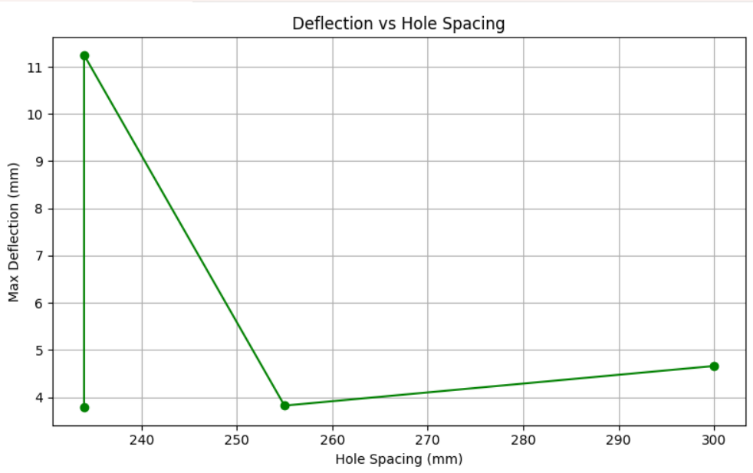 Deflection vs Hole Spacing
Max Deflection (mm)
11
10
9
8
7
6
5
4
240 250 260 270 280 290 300
Hole Spacing (mm)